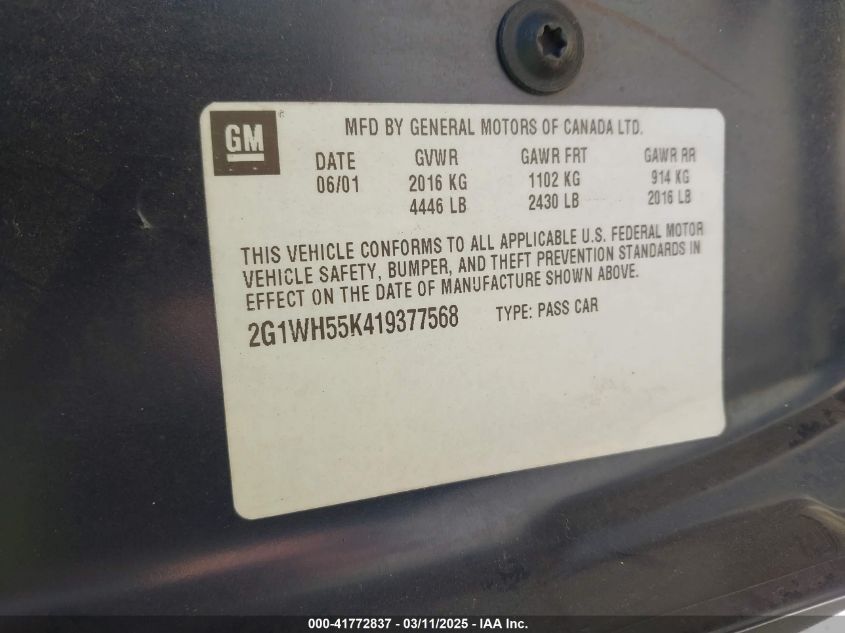 GM
MFD BY GENERAL MOTORS OF CANADA LTD.
DATE GVWR GAWR FRT GAWR RR
06/01 2016 KG 1102 KG 914 KG
4446 LB 2430 LB 2016 LB
THIS VEHICLE CONFORMS TO ALL APPLICABLE U.S. FEDERAL MOTOR
VEHICLE SAFETY, BUMPER, AND THEFT PREVENTION STANDARDS IN
EFFECT ON THE DATE OF MANUFACTURE SHOWN ABOVE.
2G1WH55K419377568 TYPE: PASS CAR
000-41772837 - 03/11/2025 - IAA Inc.